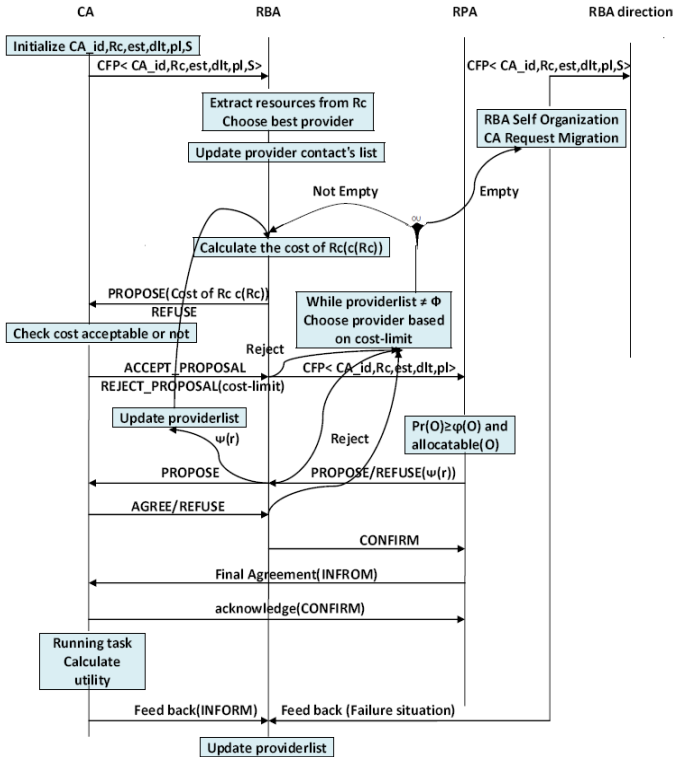 CA
RBA
RPA
RBA direction
Initialize CA_id,Rc,est,dlt,pl,S
CFP< CA_id,Rc,est,dlt,pl,S>
CFP< CA_id,Rc,est,dlt,pl,S>
Extract resources from Rc
Choose best provider
RBA Self Organization
CA Request Migration
Update provider contact's list
Not Empty
Empty
OU
Calculate the cost of Rc(c(Rc))
PROPOSE(Cost of Rc c(Rc))
REFUSE
While providerlist ≠ Φ
Choose provider based
on cost-limit
Check cost acceptable or not
Reject
ACCEPT_PROPOSAL
CFP< CA_id,Rc,est,dlt,pl>
REJECT_PROPOSAL(cost-limit)
Update providerlist
Pr(O)≥φ(O) and
allocatable(O)
Ψ(r)
Reject
PROPOSE
PROPOSE/REFUSE(Ψ(r))
AGREE/REFUSE
CONFIRM
Final Agreement(INFROM)
acknowledge(CONFIRM)
Running task
Calculate
utility
Feed back(INFORM)
Feed back (Failure situation)
Update providerlist